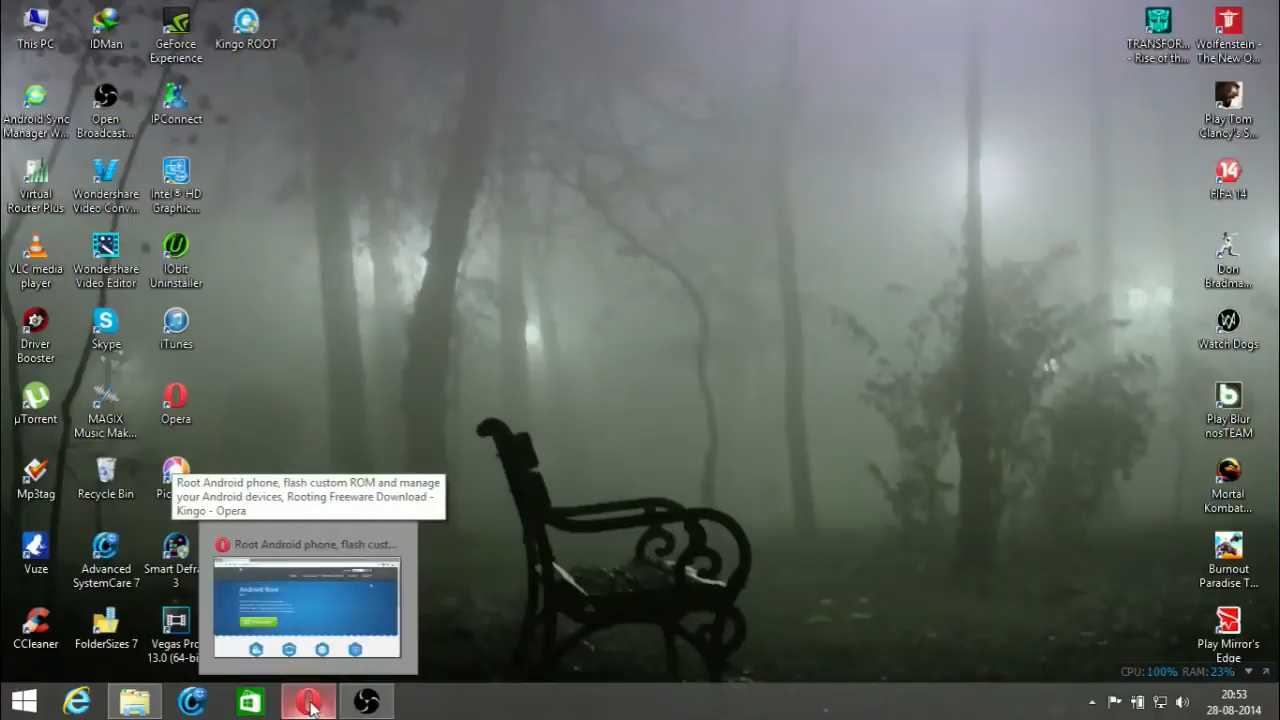 This PC
IDMan
GeForce
Experience
Kingo ROOT
TRANSFOR...
- Rise of th...
Wolfenstein -
The New O...
Android Sync
Manager W...
Open
Broadcast...
IPConnect
Play Tom
Clancy's S...
Virtual
Router Plus
Wondershare
Video Conv...
Intel® HD
Graphic...
14
FIFA 14
VLC media
player
Wondershare
Video Editor
IObit
Uninstaller
Don
Bradma...
Driver
Booster
Skype
iTunes
Watch Dogs
µTorrent
MAGIX
Music Mak...
Opera
Play Blur
nosTEAM
Mp3tag
Recycle Bin
Pic
Mortal
Kombat...
Root Android phone, flash custom ROM and manage
your Android devices, Rooting Freeware Download -
Kingo - Opera
Root Android phone, flash cust...
Android Root
Vuze
Advanced
SystemCare 7
Smart Defra
3
Burnout
Paradise T...
CCleaner
FolderSizes 7
Vegas Pro
13.0 (64-bi
Play Mirror's
Edge
CPU: 100% RAM: 23%
20:53
28-08-2014